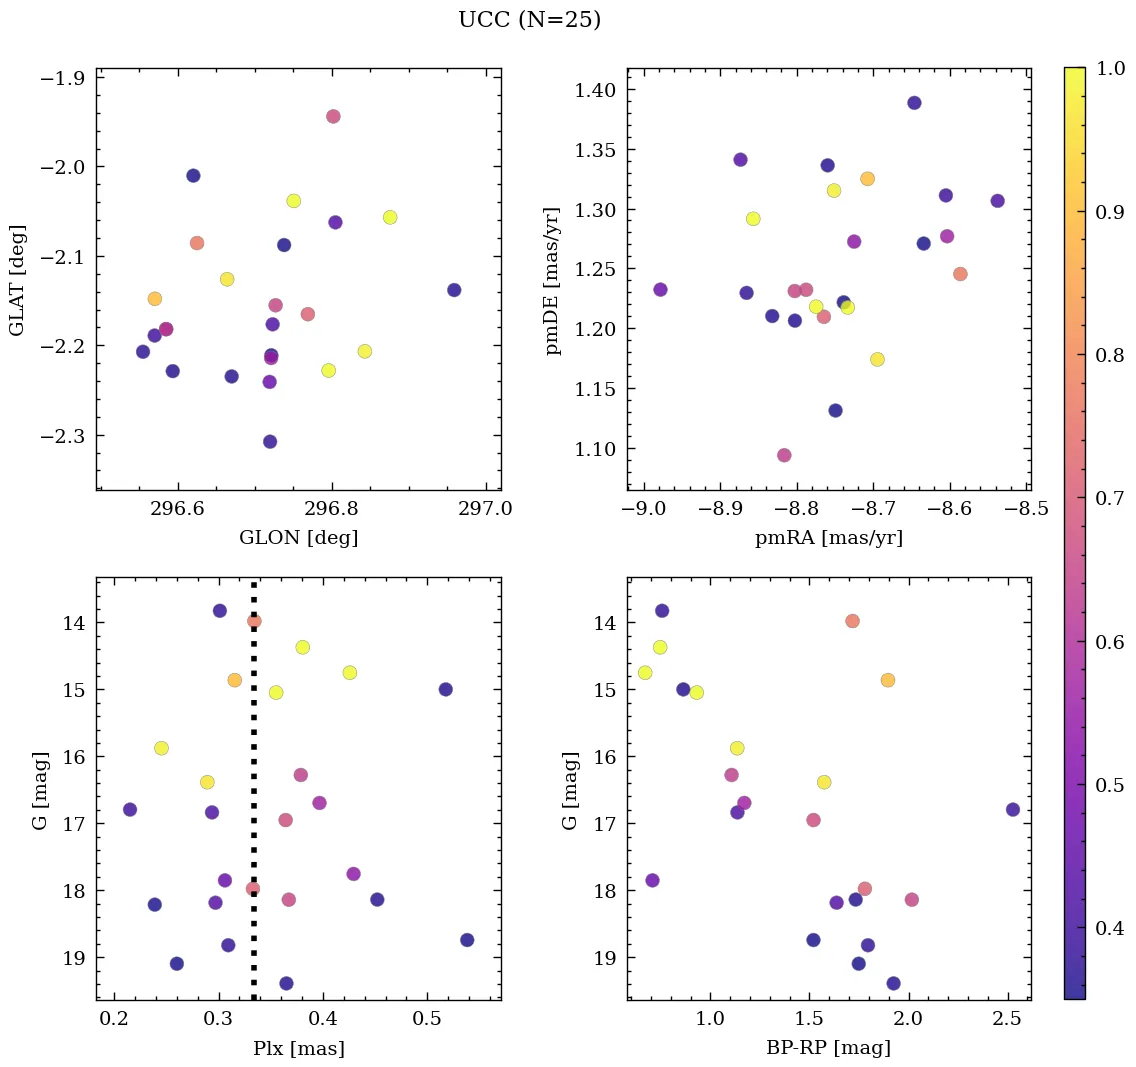 UCC (N=25)
−1.9
−2.0
−2.1
−2.2
−2.3
GLAT [deg]
296.6 296.8 297.0
GLON [deg]
1.40
1.35
1.30
1.25
1.20
1.15
1.10
pmDE [mas/yr]
−9.0 −8.9 −8.8 −8.7 −8.6 −8.5
pmRA [mas/yr]
14
15
16
17
18
19
G [mag]
0.2 0.3 0.4 0.5
Plx [mas]
14
15
16
17
18
19
G [mag]
1.0 1.5 2.0 2.5
BP-RP [mag]
1.0
0.9
0.8
0.7
0.6
0.5
0.4